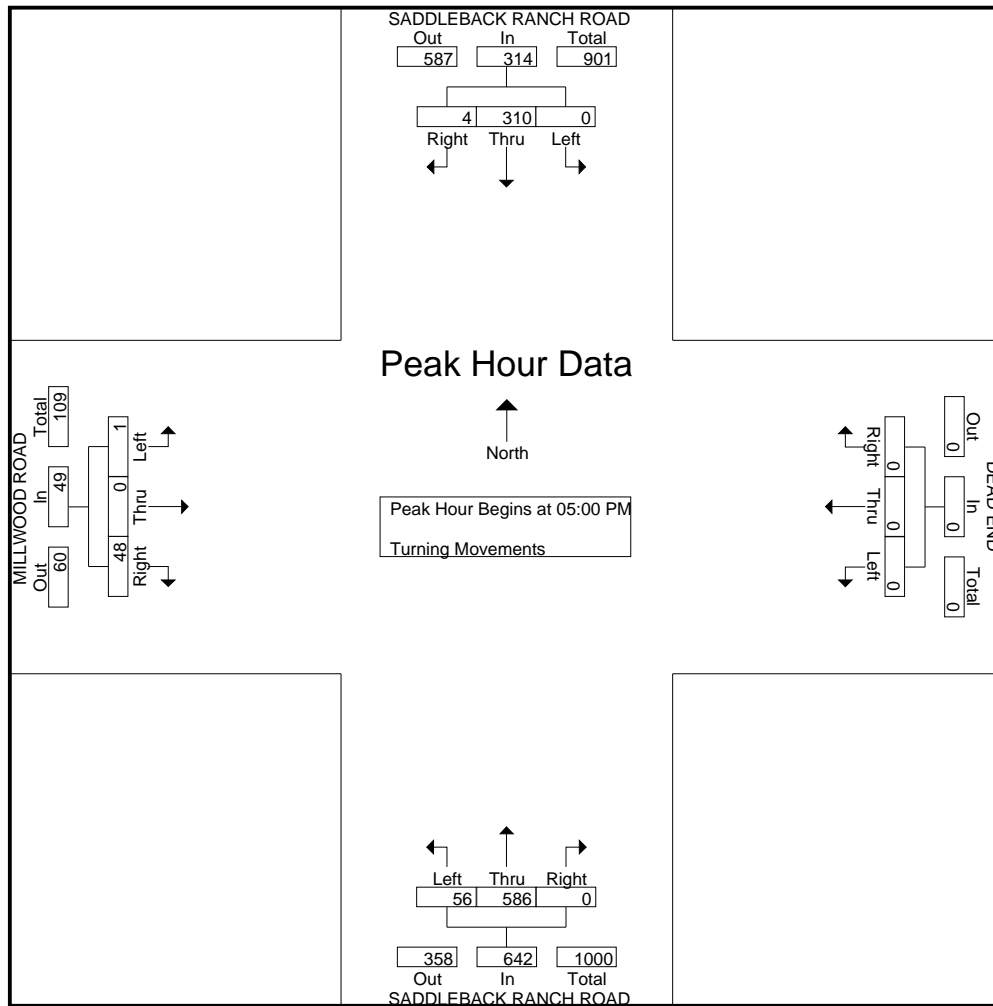 SADDLEBACK RANCH ROAD
Out In Total
587 314 901
4 310 0
Right Thru Left
Peak Hour Data
North
Peak Hour Begins at 05:00 PM
Turning Movements
MILLWOOD ROAD
Out In Total
60 49 109
48 0 1
Right Thru Left
DEAD END
Out In Total
0 0 0
0 0 0
Right Thru Left
Left Thru Right
56 586 0
358 642 1000
Out In Total
SADDLEBACK RANCH ROAD